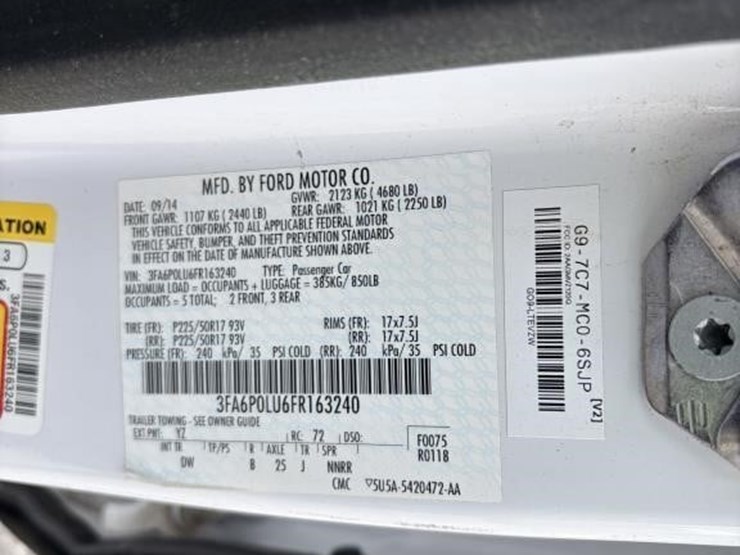 MFD. BY FORD MOTOR CO.
DATE: 09/14 GVWR: 2123 KG ( 4680 LB)
FRONT GAWR: 1107 KG ( 2440 LB) REAR GAWR: 1021 KG ( 2250 LB)
THIS VEHICLE CONFORMS TO ALL APPLICABLE FEDERAL MOTOR
VEHICLE SAFETY, BUMPER, AND THEFT PREVENTION STANDARDS
IN EFFECT ON THE DATE OF MANUFACTURE SHOWN ABOVE.
VIN: 3FA6P0LU6FR163240 TYPE: Passenger Car
MAXIMUM LOAD = OCCUPANTS + LUGGAGE = 385KG/ 850LB
OCCUPANTS = 5 TOTAL; 2 FRONT, 3 REAR
TIRE (FR): P225/50R17 93V RIMS (FR): 17x7.5J
(RR): P225/50R17 93V (RR): 17x7.5J
PRESSURE (FR): 240 kPa/ 35 PSI COLD (RR): 240 kPa/ 35 PSI COLD
3FA6P0LU6FR163240
TRAILER TOWING - SEE OWNER GUIDE
EXT PNT: YZ RC: 72 DSO: F0075
INT TR TP/PS R AXLE TR SPR R0118
DW B 25 J NNRR
CMC 5U5A-5420472-AA
G9-7C7-MC0-6SJP [V2]
GO9-LTEVZW
ATION
3
S.
3FA6P0LU6FR163240